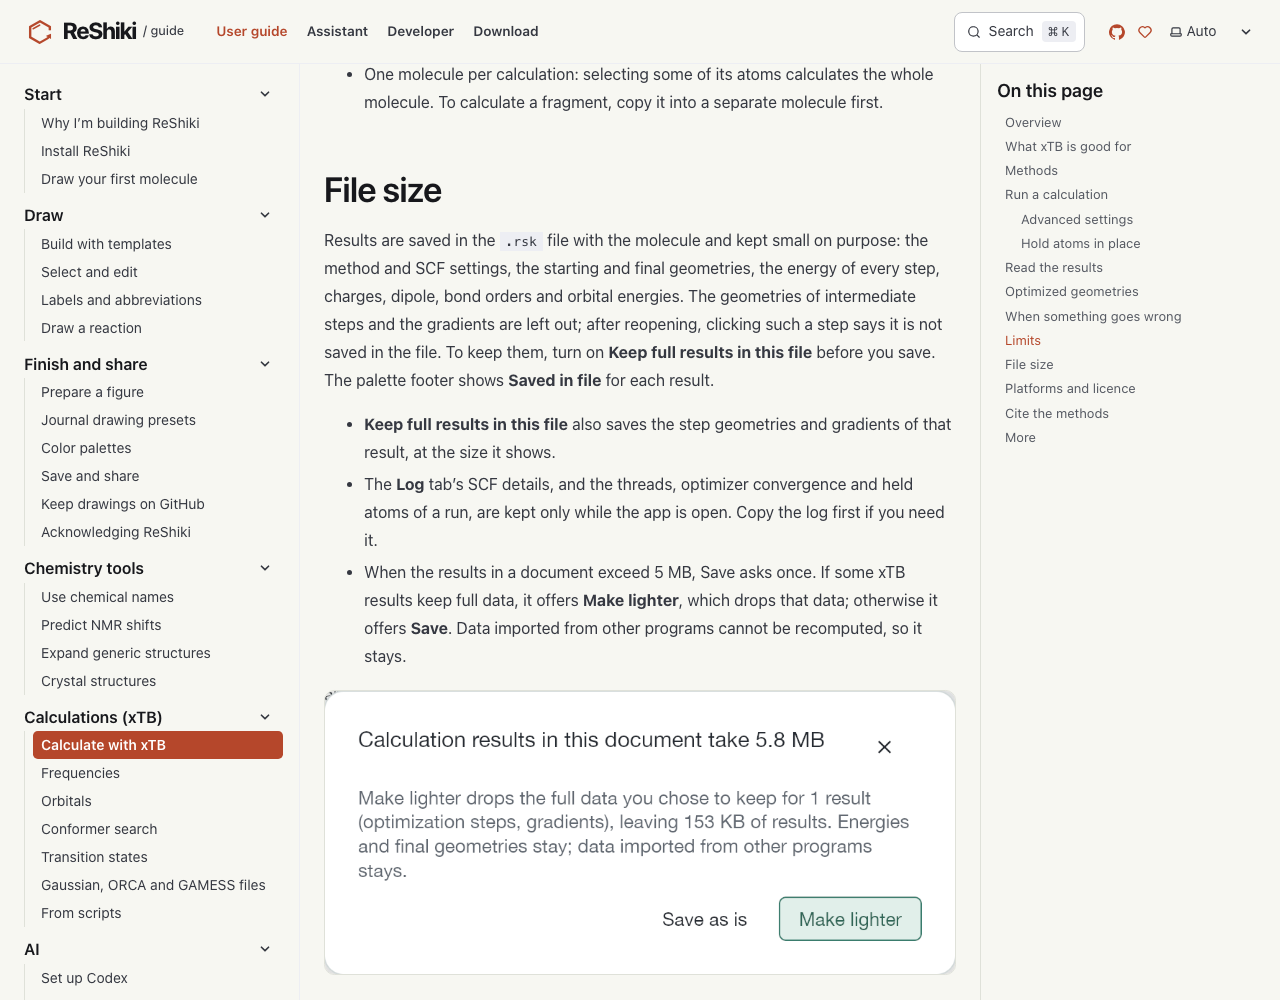 ReShiki / guide
User guide
Assistant
Developer
Download
Search ⌘ K
Auto
Start
Why I'm building ReShiki
Install ReShiki
Draw your first molecule
Draw
Build with templates
Select and edit
Labels and abbreviations
Draw a reaction
Finish and share
Prepare a figure
Journal drawing presets
Color palettes
Save and share
Keep drawings on GitHub
Acknowledging ReShiki
Chemistry tools
Use chemical names
Predict NMR shifts
Expand generic structures
Crystal structures
Calculations (xTB)
Calculate with xTB
Frequencies
Orbitals
Conformer search
Transition states
Gaussian, ORCA and GAMESS files
From scripts
AI
Set up Codex
• One molecule per calculation: selecting some of its atoms calculates the whole
molecule. To calculate a fragment, copy it into a separate molecule first.
File size
Results are saved in the .rsk file with the molecule and kept small on purpose: the
method and SCF settings, the starting and final geometries, the energy of every step,
charges, dipole, bond orders and orbital energies. The geometries of intermediate
steps and the gradients are left out; after reopening, clicking such a step says it is not
saved in the file. To keep them, turn on Keep full results in this file before you save.
The palette footer shows Saved in file for each result.
• Keep full results in this file also saves the step geometries and gradients of that
result, at the size it shows.
• The Log tab's SCF details, and the threads, optimizer convergence and held
atoms of a run, are kept only while the app is open. Copy the log first if you need
it.
• When the results in a document exceed 5 MB, Save asks once. If some xTB
results keep full data, it offers Make lighter, which drops that data; otherwise it
offers Save. Data imported from other programs cannot be recomputed, so it
stays.
Calculation results in this document take 5.8 MB
Make lighter drops the full data you chose to keep for 1 result
(optimization steps, gradients), leaving 153 KB of results. Energies
and final geometries stay; data imported from other programs
stays.
Save as is
Make lighter
On this page
Overview
What xTB is good for
Methods
Run a calculation
Advanced settings
Hold atoms in place
Read the results
Optimized geometries
When something goes wrong
Limits
File size
Platforms and licence
Cite the methods
More